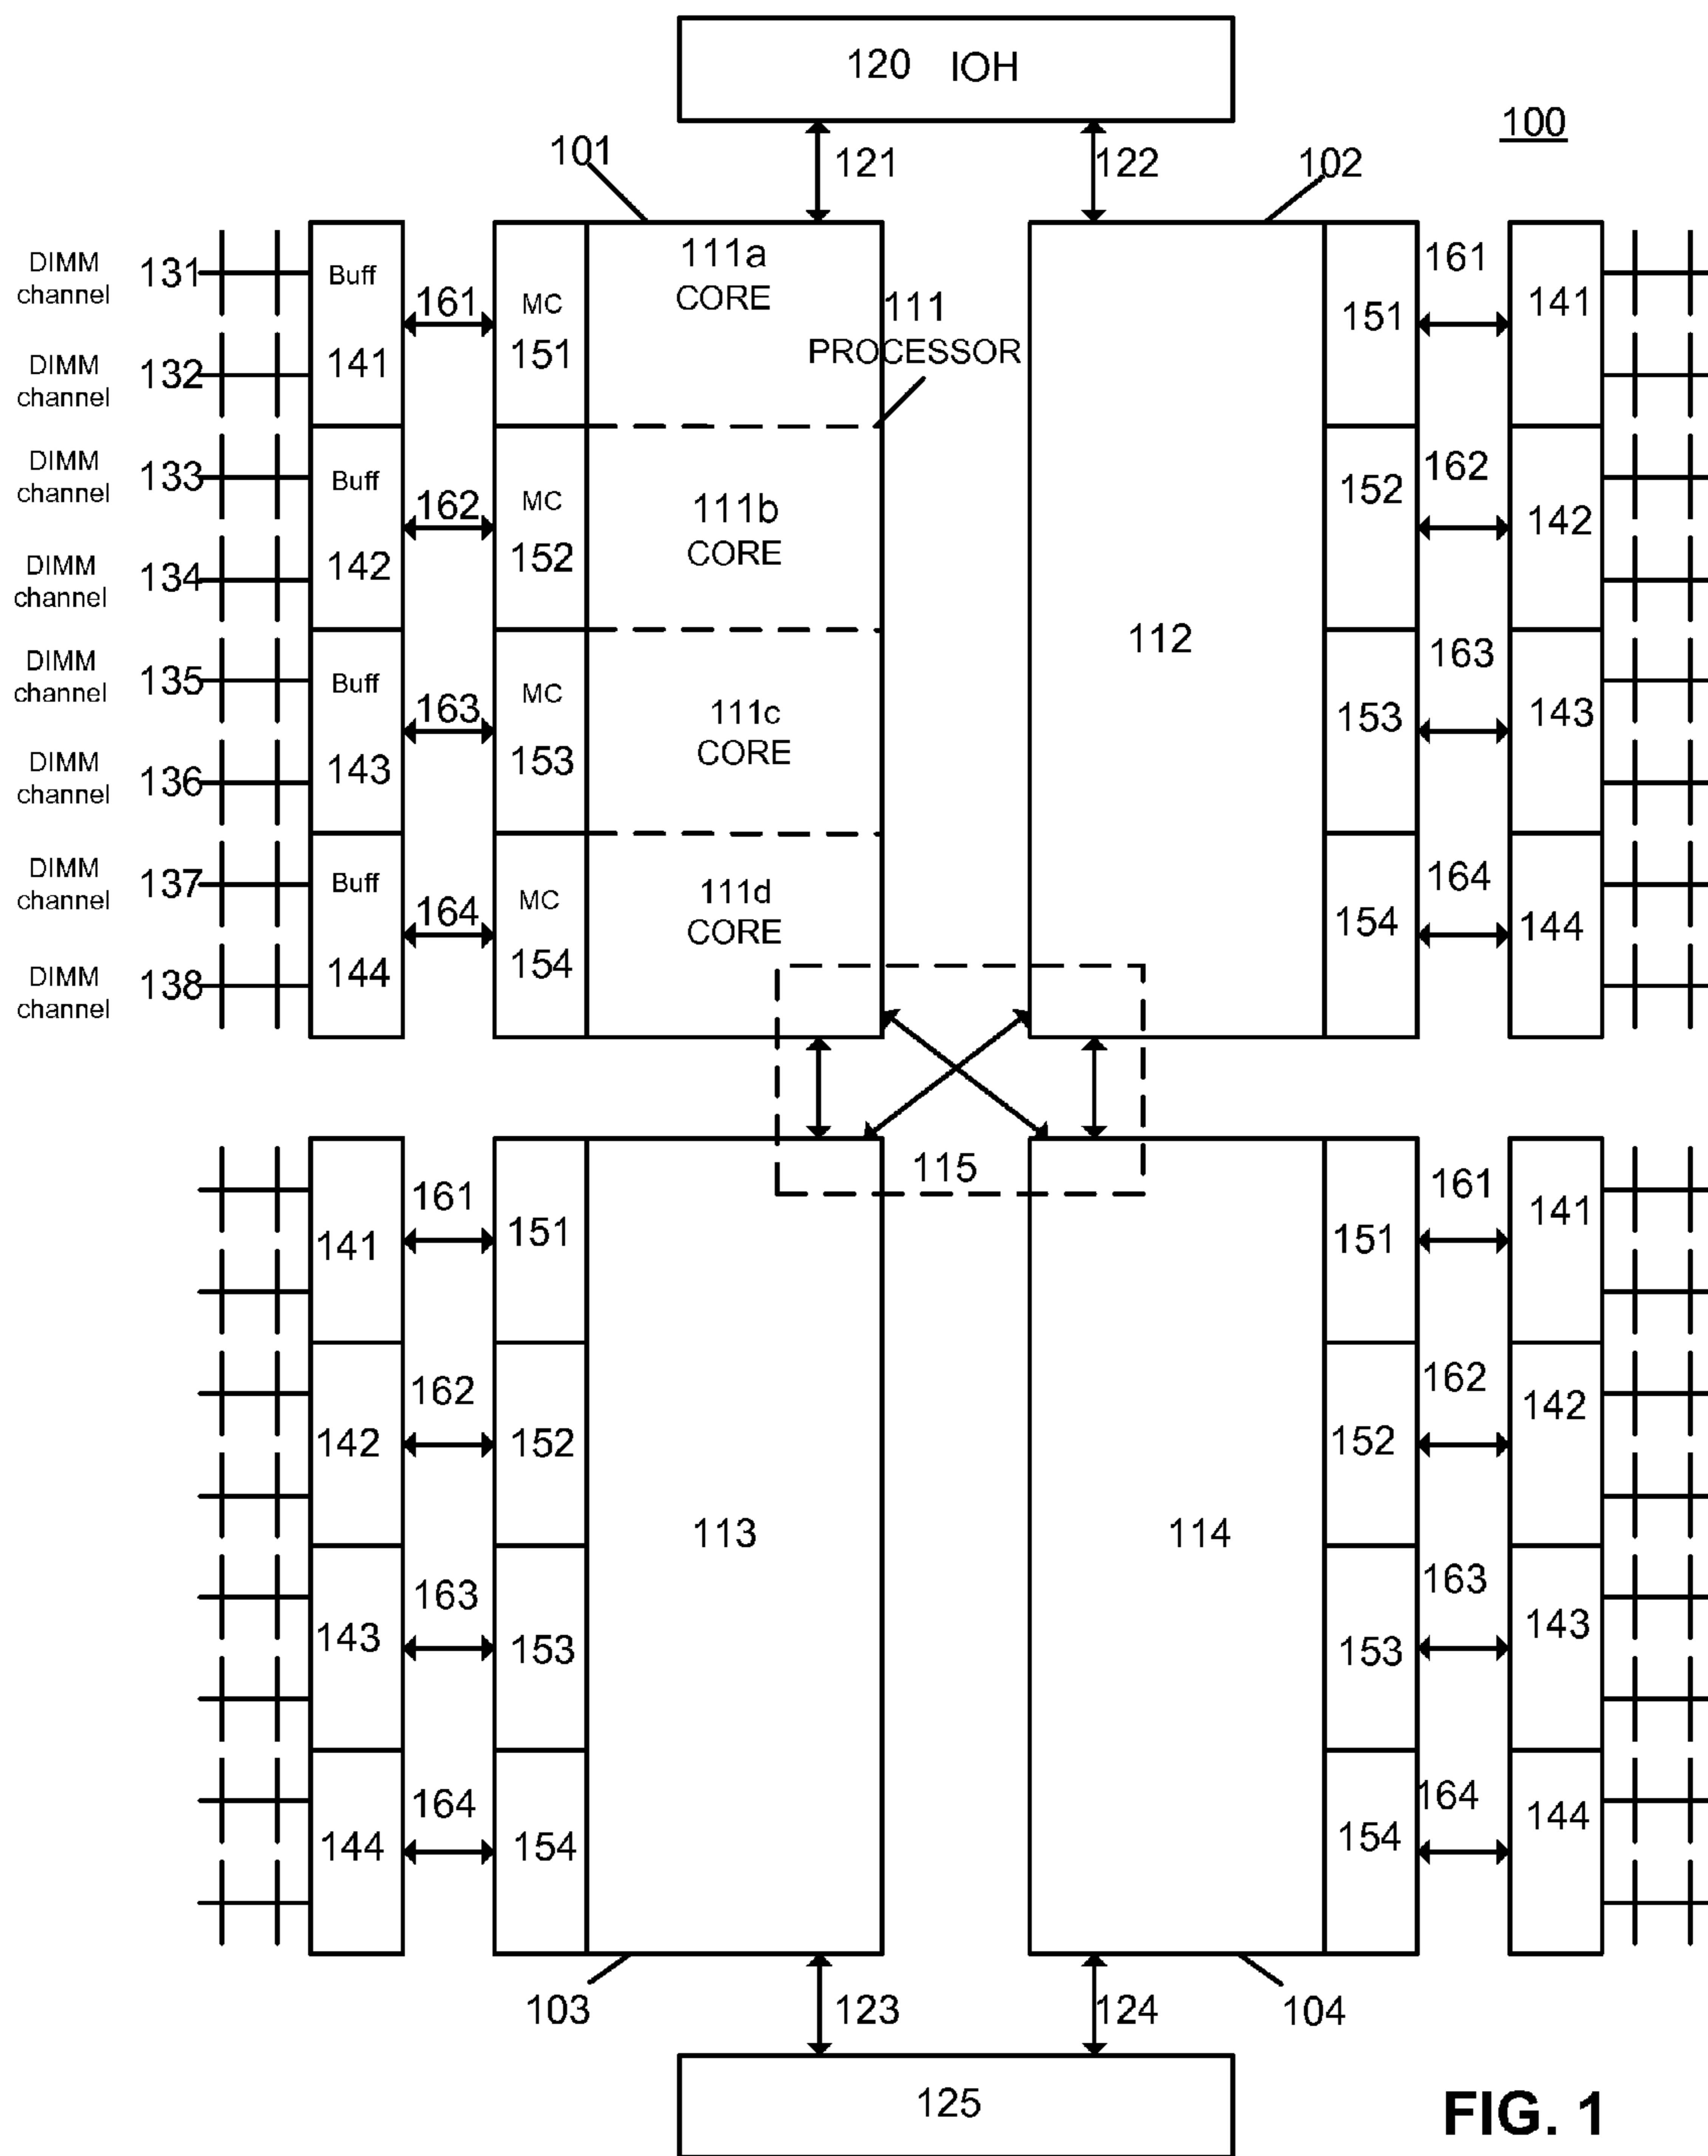 120 IOH
100
101
121
122
102
DIMM
channel
131
Buff
141
161
MC
151
111a
CORE
111
PROCESSOR
DIMM
channel
132
DIMM
channel
133
Buff
142
162
MC
152
111b
CORE
DIMM
channel
134
DIMM
channel
135
Buff
143
163
MC
153
111c
CORE
DIMM
channel
136
DIMM
channel
137
Buff
144
164
MC
154
111d
CORE
DIMM
channel
138
112
151
161
141
152
162
142
153
163
143
154
164
144
115
141
161
151
142
162
152
143
163
153
144
164
154
113
114
151
161
141
152
162
142
153
163
143
154
164
144
103
123
124
104
125
FIG. 1